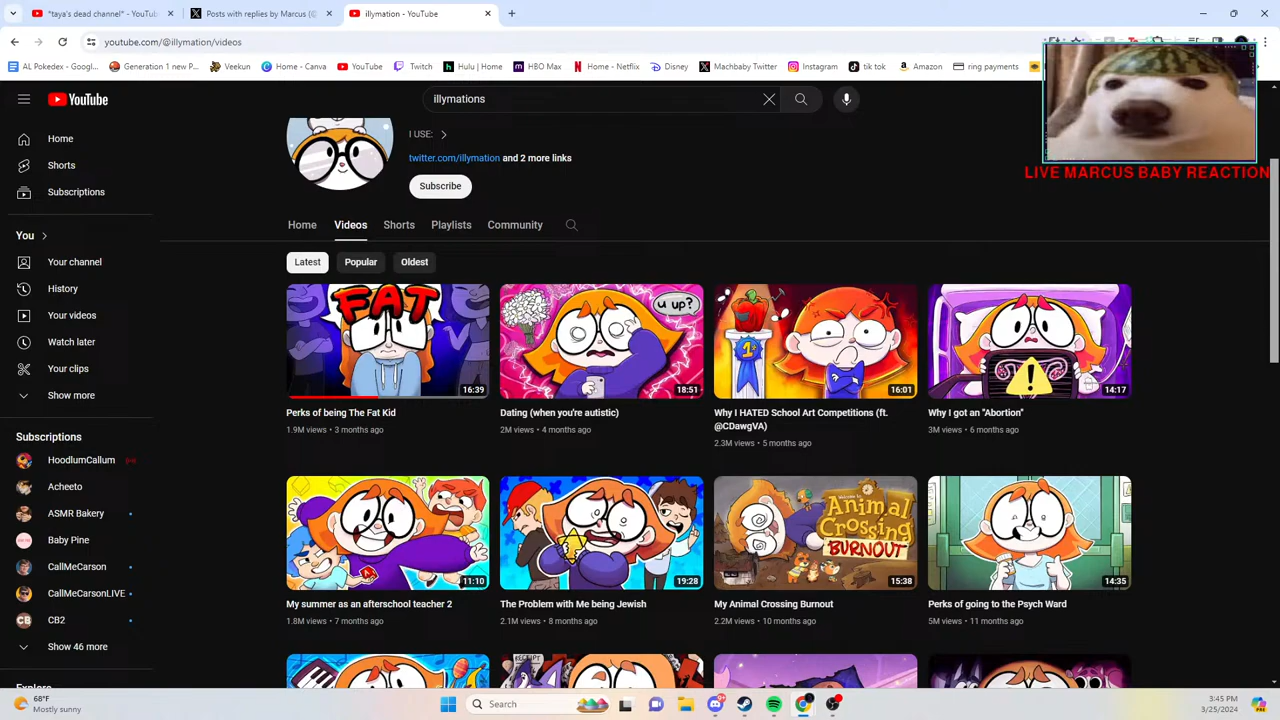 *taya's dead channel* - YouTu
Posts with replies by Marcus (@
illymation - YouTube
youtube.com/@illymation/videos
AL Pokedex - Googl...
Generation 1 new P...
Veekun
Home - Canva
YouTube
Twitch
Hulu | Home
HBO Max
Home - Netflix
Disney
Machbaby Twitter
Instagram
tik tok
Amazon
ring payments
YouTube
illymations
LIVE MARCUS BABY REACTION
Home
Shorts
Subscriptions
You
Your channel
History
Your videos
Watch later
Your clips
Show more
Subscriptions
HoodlumCallum
Acheeto
ASMR Bakery
Baby Pine
CallMeCarson
CallMeCarsonLIVE
CB2
Show 46 more
I USE:
twitter.com/illymation and 2 more links
Subscribe
Home Videos Shorts Playlists Community
Latest Popular Oldest
FAT
16:39
Perks of being The Fat Kid
1.9M views • 3 months ago
u up?
18:51
Dating (when you're autistic)
2M views • 4 months ago
1
16:01
Why I HATED School Art Competitions (ft.
@CDawgVA)
2.3M views • 5 months ago
14:17
Why I got an "Abortion"
3M views • 6 months ago
11:10
My summer as an afterschool teacher 2
1.8M views • 7 months ago
19:28
The Problem with Me being Jewish
2.1M views • 8 months ago
Animal
Crossing
BURNOUT
15:38
My Animal Crossing Burnout
2.2M views • 10 months ago
14:35
Perks of going to the Psych Ward
5M views • 11 months ago
RECEIPT
68°F
Mostly sunny
Search
3:45 PM
3/25/2024